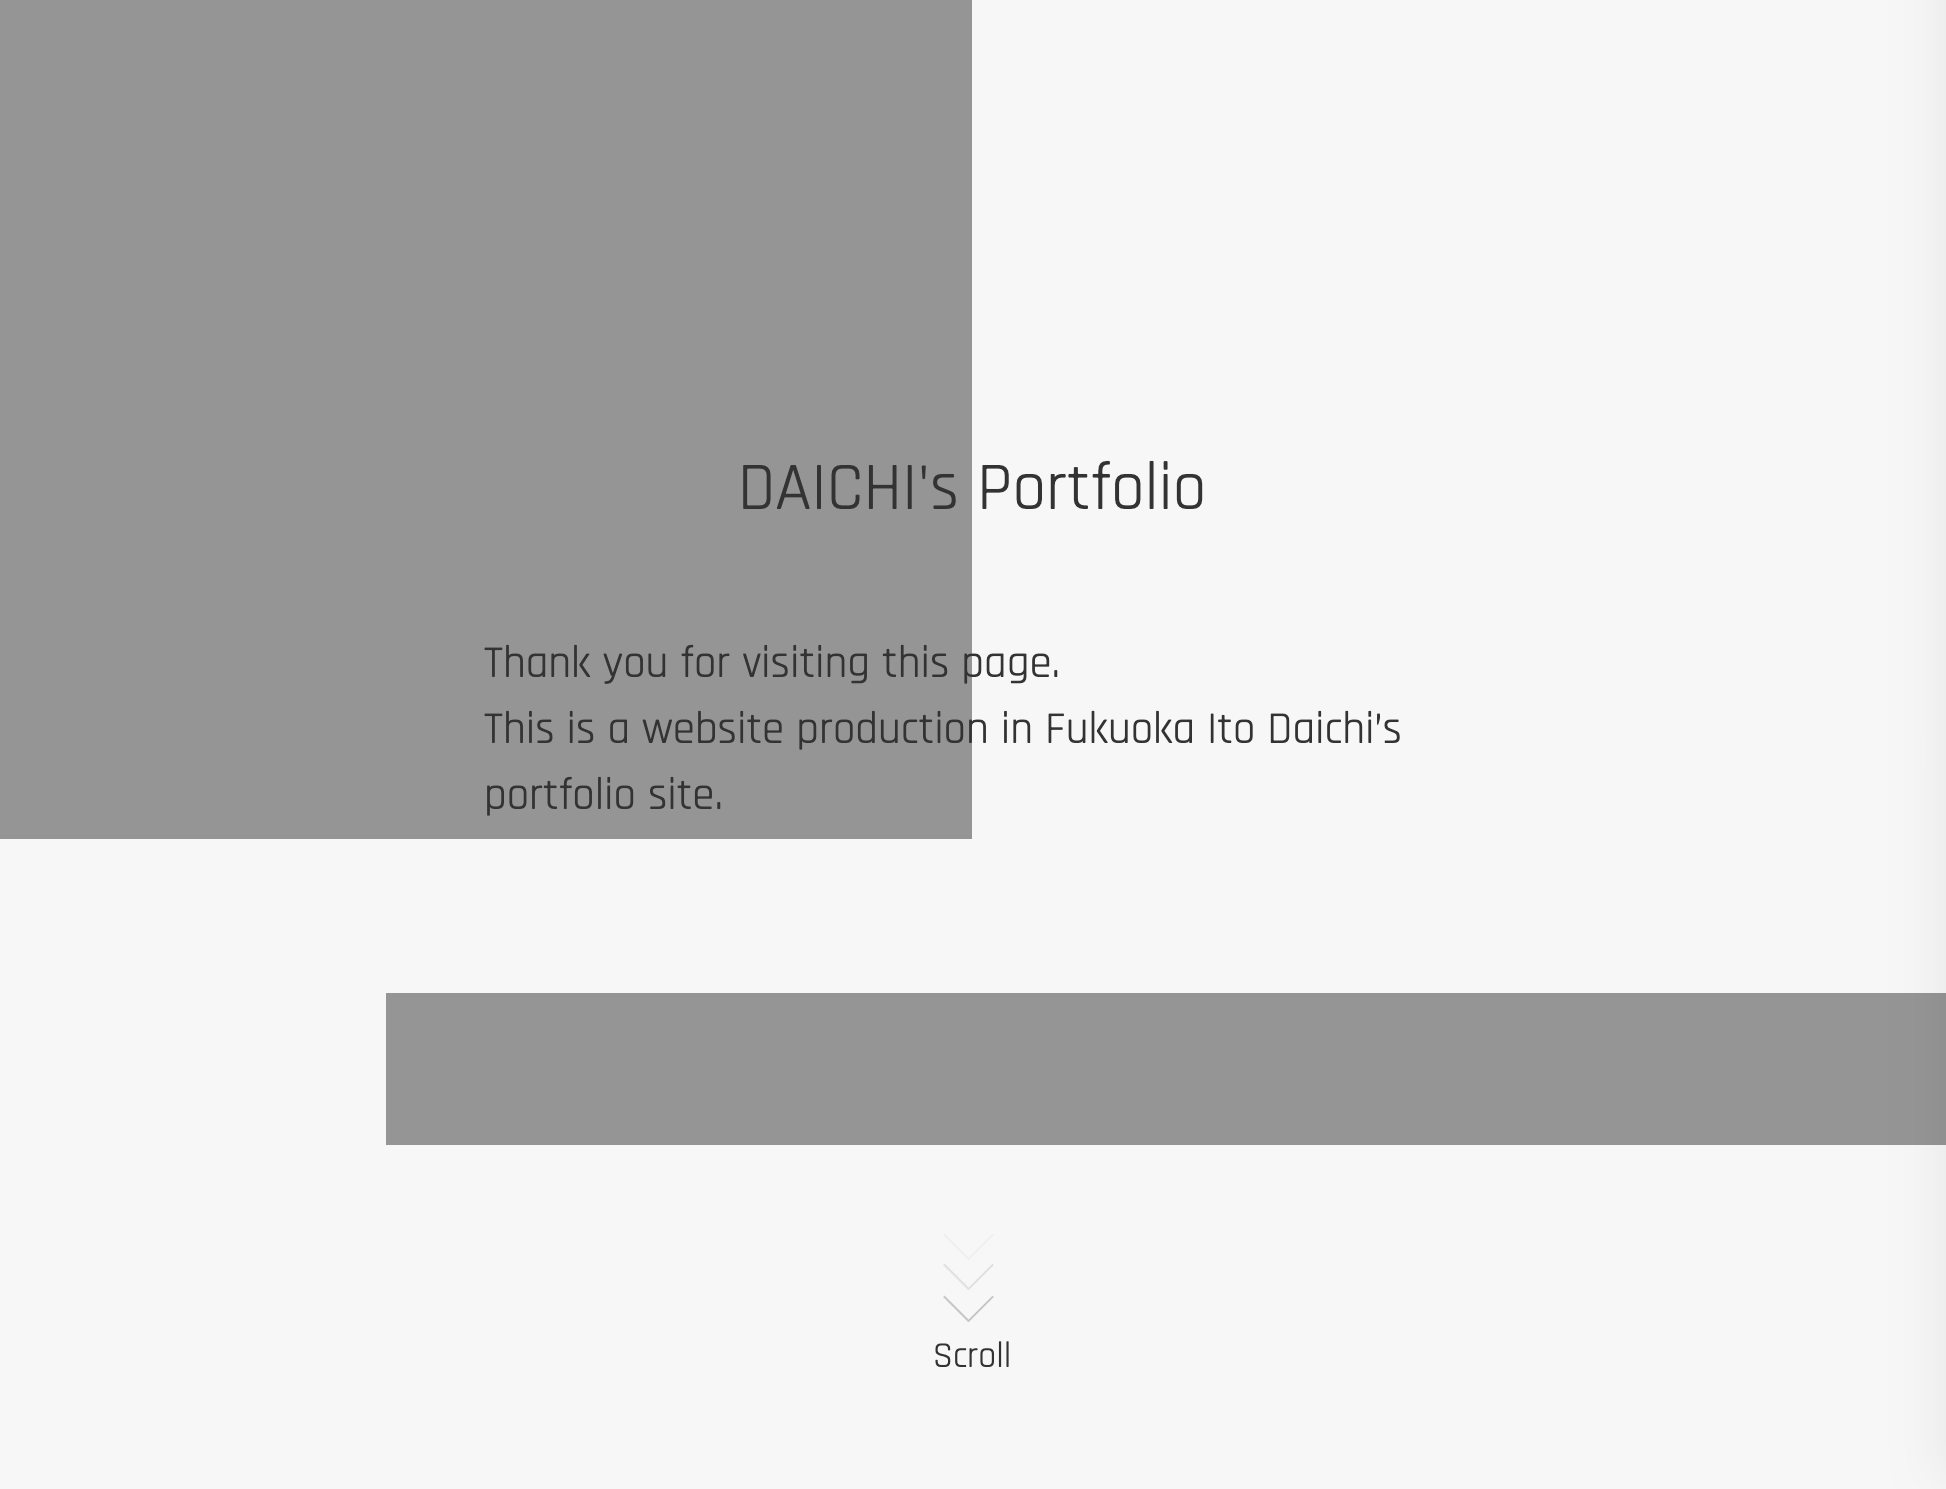 DAICHI's Portfolio
Thank you for visiting this page.
This is a website production in Fukuoka Ito Daichi's
portfolio site.
Scroll